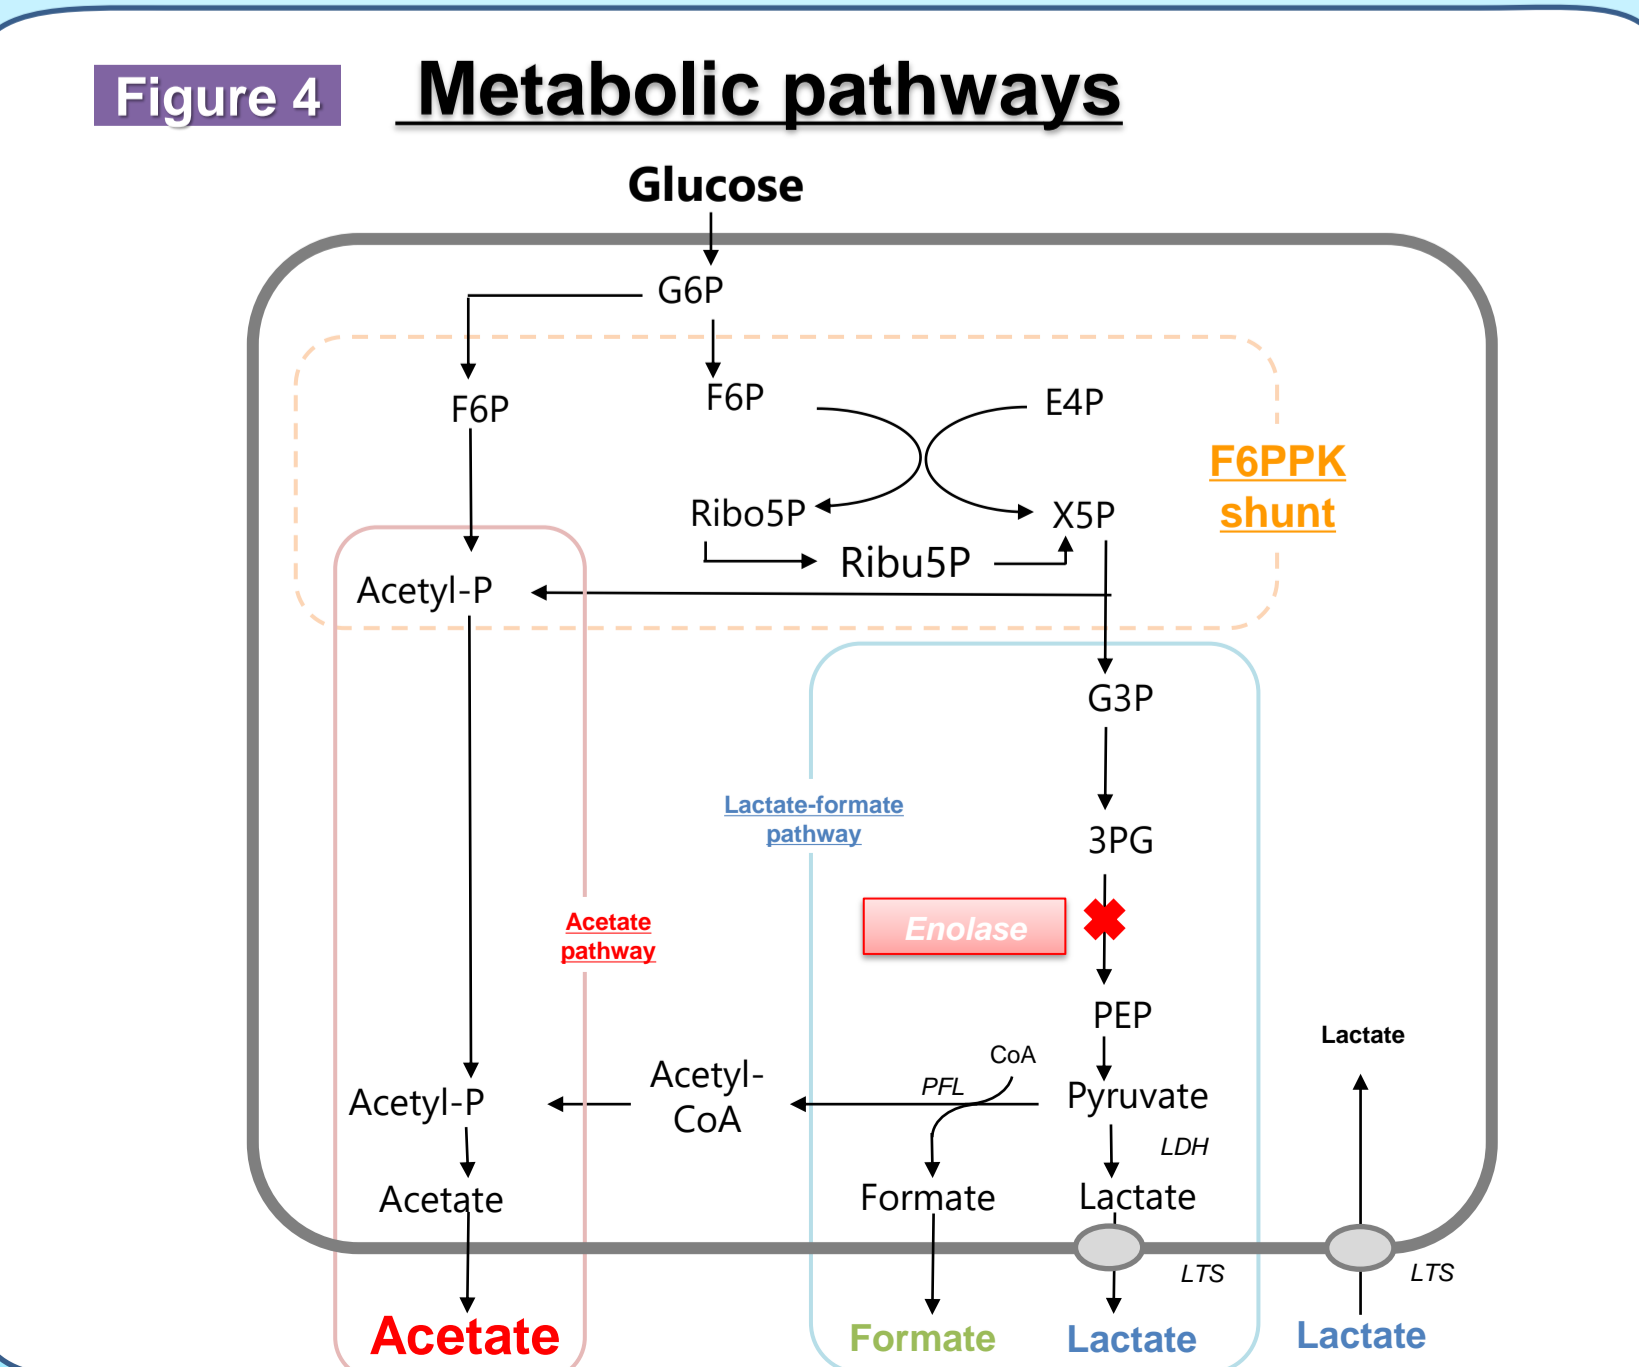 Figure 4
Metabolic pathways
Glucose
G6P
F6P
F6P
E4P
F6PPK
shunt
Ribo5P
X5P
Ribu5P
Acetyl-P
G3P
Lactate-formate
pathway
3PG
Acetate
pathway
Enolase
PEP
Lactate
CoA
Acetyl-
CoA
PFL
Pyruvate
Acetyl-P
LDH
Acetate
Formate
Lactate
LTS
LTS
Acetate
Formate
Lactate
Lactate